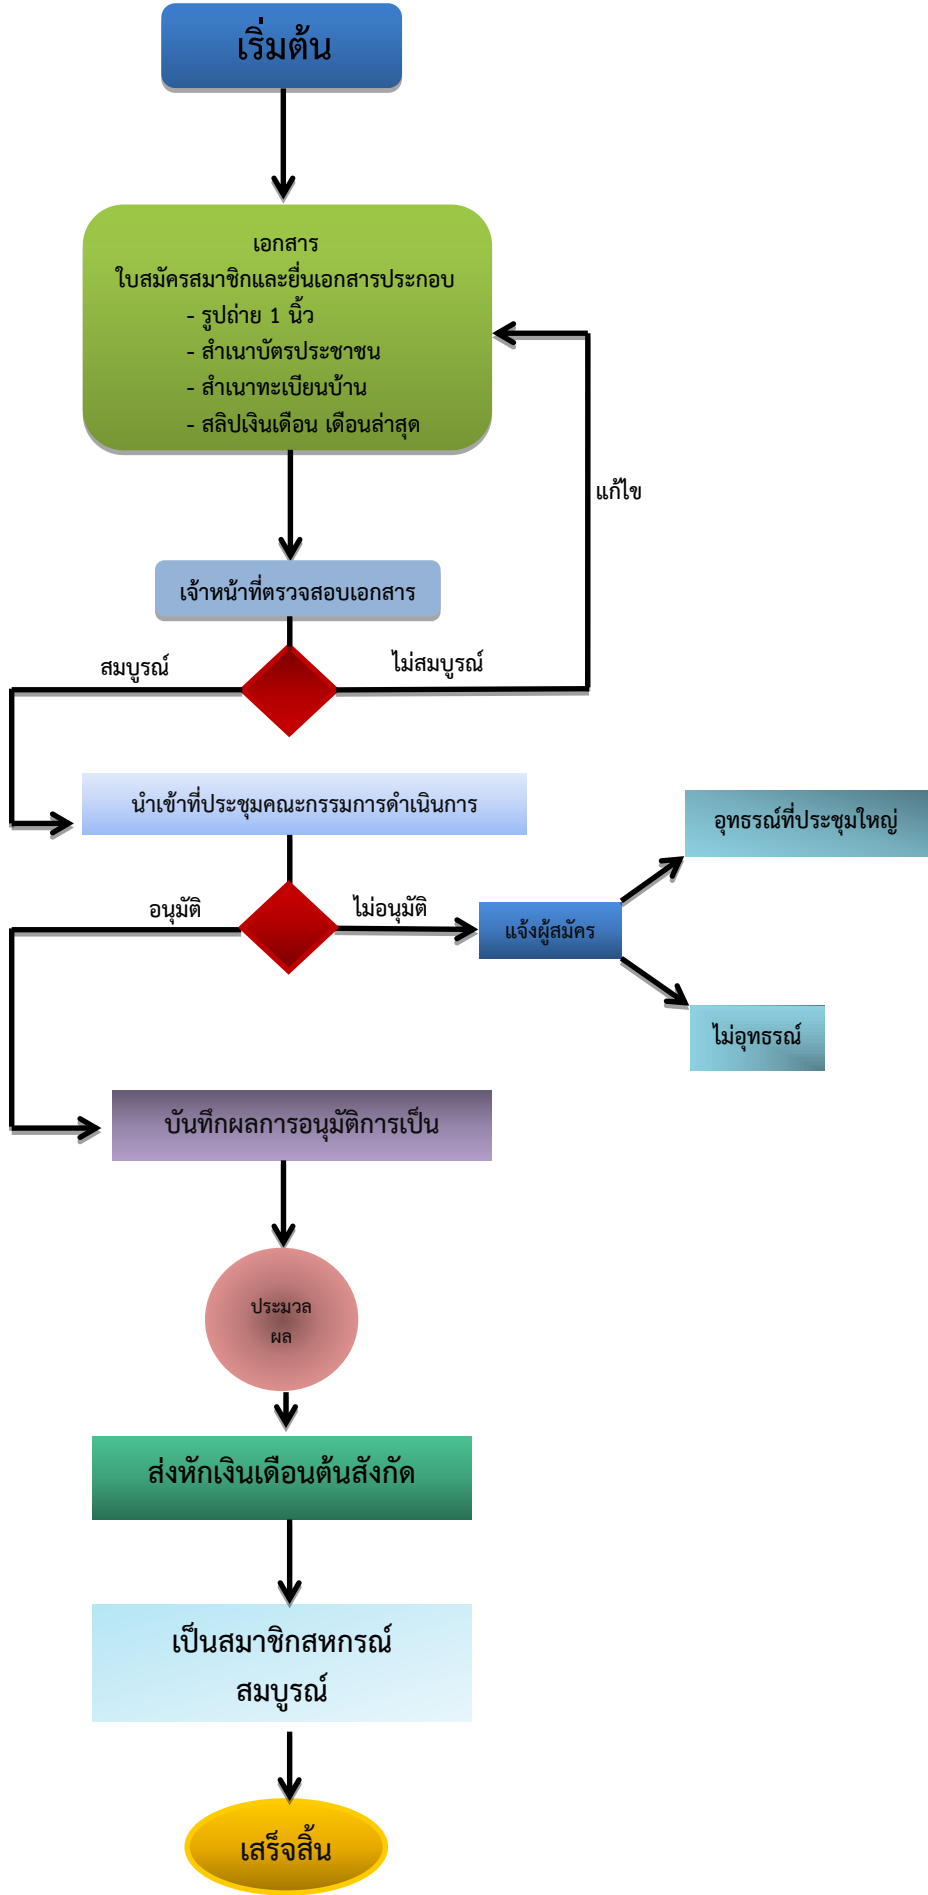 เริ่มต้น
เอกสาร
ใบสมัครสมาชิกและยื่นเอกสารประกอบ
- รูปถ่าย 1 นิ้ว
- สำเนาบัตรประชาชน
- สำเนาทะเบียนบ้าน
- สลิปเงินเดือน เดือนล่าสุด
แก้ไข
เจ้าหน้าที่ตรวจสอบเอกสาร
สมบูรณ์
ไม่สมบูรณ์
นำเข้าที่ประชุมคณะกรรมการดำเนินการ
อุทธรณ์ที่ประชุมใหญ่
อนุมัติ
ไม่อนุมัติ
แจ้งผู้สมัคร
ไม่อุทธรณ์
บันทึกผลการอนุมัติการเป็น
ประมวล
ผล
ส่งหักเงินเดือนต้นสังกัด
เป็นสมาชิกสหกรณ์
สมบูรณ์
เสร็จสิ้น